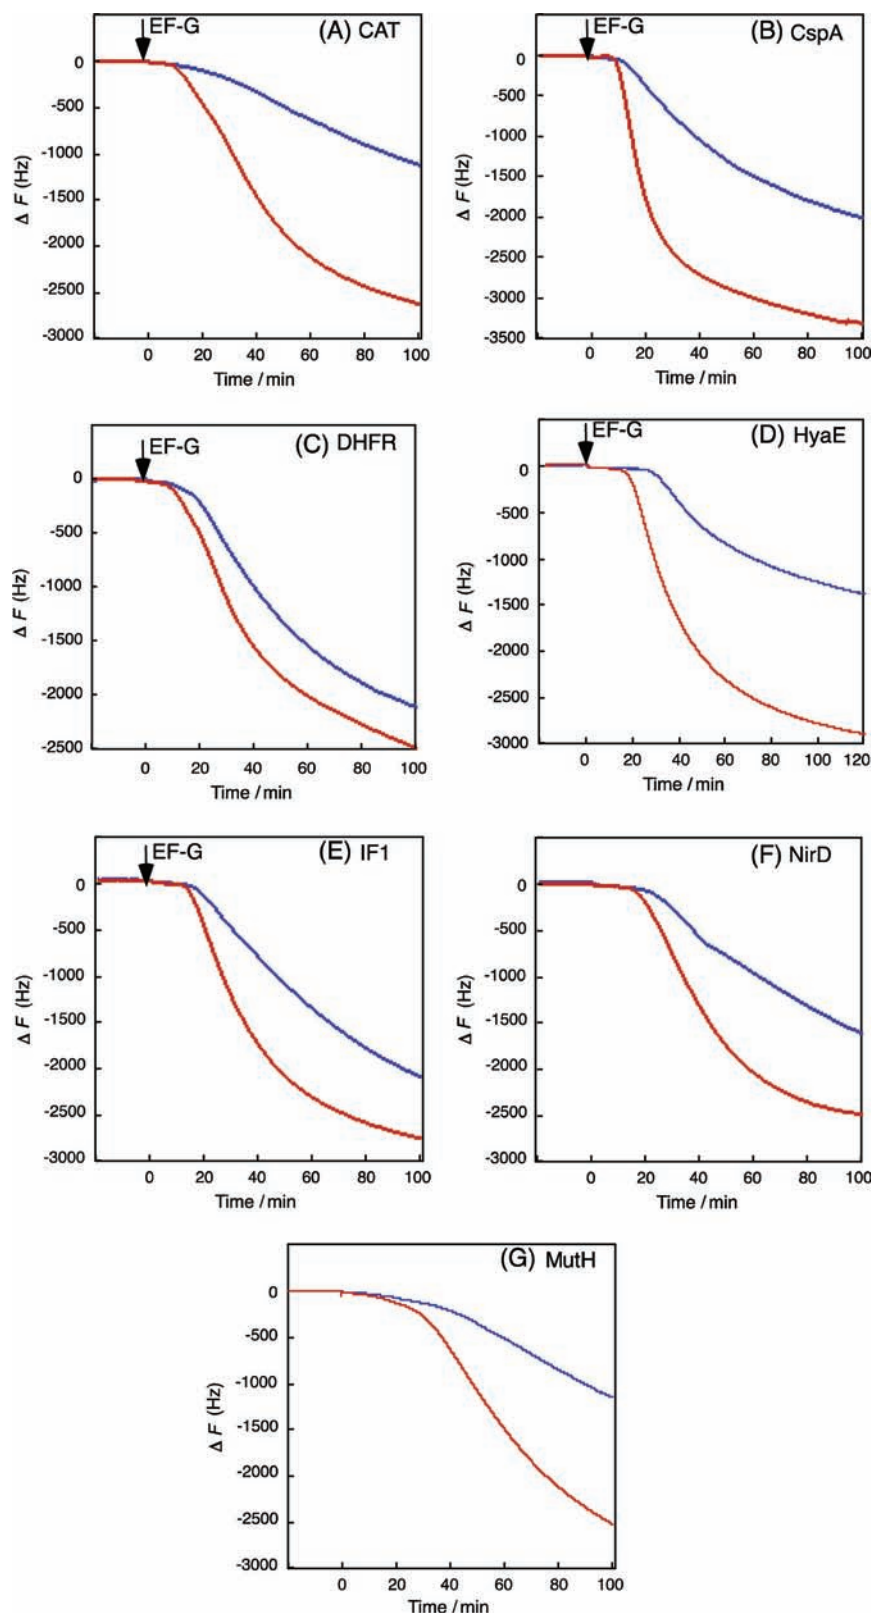 EF-G
(A) CAT
0
-500
-1000
-1500
-2000
-2500
-3000
Δ F (Hz)
0 20 40 60 80 100
Time / min
EF-G
(B) CspA
0
-500
-1000
-1500
-2000
-2500
-3000
-3500
Δ F (Hz)
0 20 40 60 80 100
Time / min
EF-G
(C) DHFR
0
-500
-1000
-1500
-2000
-2500
Δ F (Hz)
0 20 40 60 80 100
Time / min
EF-G
(D) HyaE
0
-500
-1000
-1500
-2000
-2500
-3000
Δ F (Hz)
0 20 40 60 80 100 120
Time / min
EF-G
(E) IF1
0
-500
-1000
-1500
-2000
-2500
-3000
Δ F (Hz)
0 20 40 60 80 100
Time / min
(F) NirD
0
-500
-1000
-1500
-2000
-2500
-3000
Δ F (Hz)
0 20 40 60 80 100
Time / min
(G) MutH
0
-500
-1000
-1500
-2000
-2500
-3000
Δ F (Hz)
0 20 40 60 80 100
Time / min